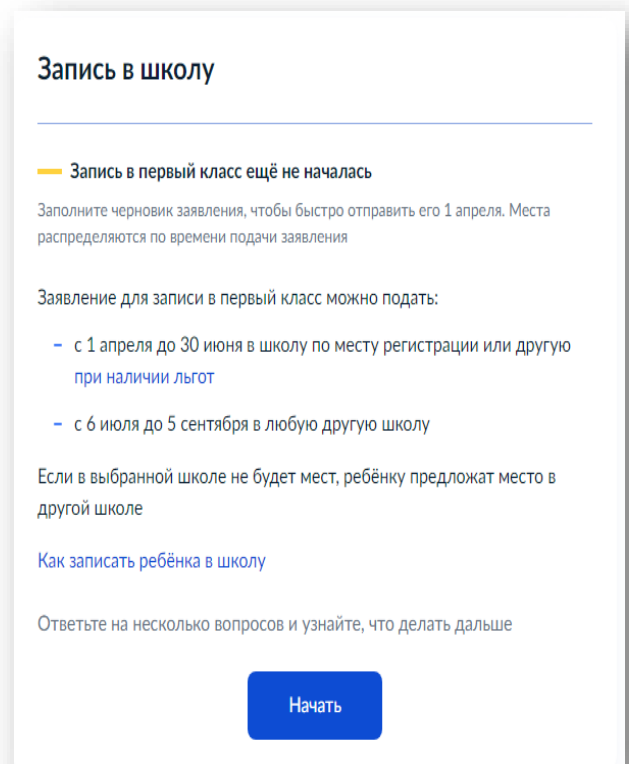 Запись в школу
Запись в первый класс ещё не началась
Заполните черновик заявления, чтобы быстро отправить его 1 апреля. Места
распределяются по времени подачи заявления
Заявление для записи в первый класс можно подать:
– с 1 апреля до 30 июня в школу по месту регистрации или другую
при наличии льгот
– с 6 июля до 5 сентября в любую другую школу
Если в выбранной школе не будет мест, ребёнку предложат место в
другой школе
Как записать ребёнка в школу
Ответьте на несколько вопросов и узнайте, что делать дальше
Начать